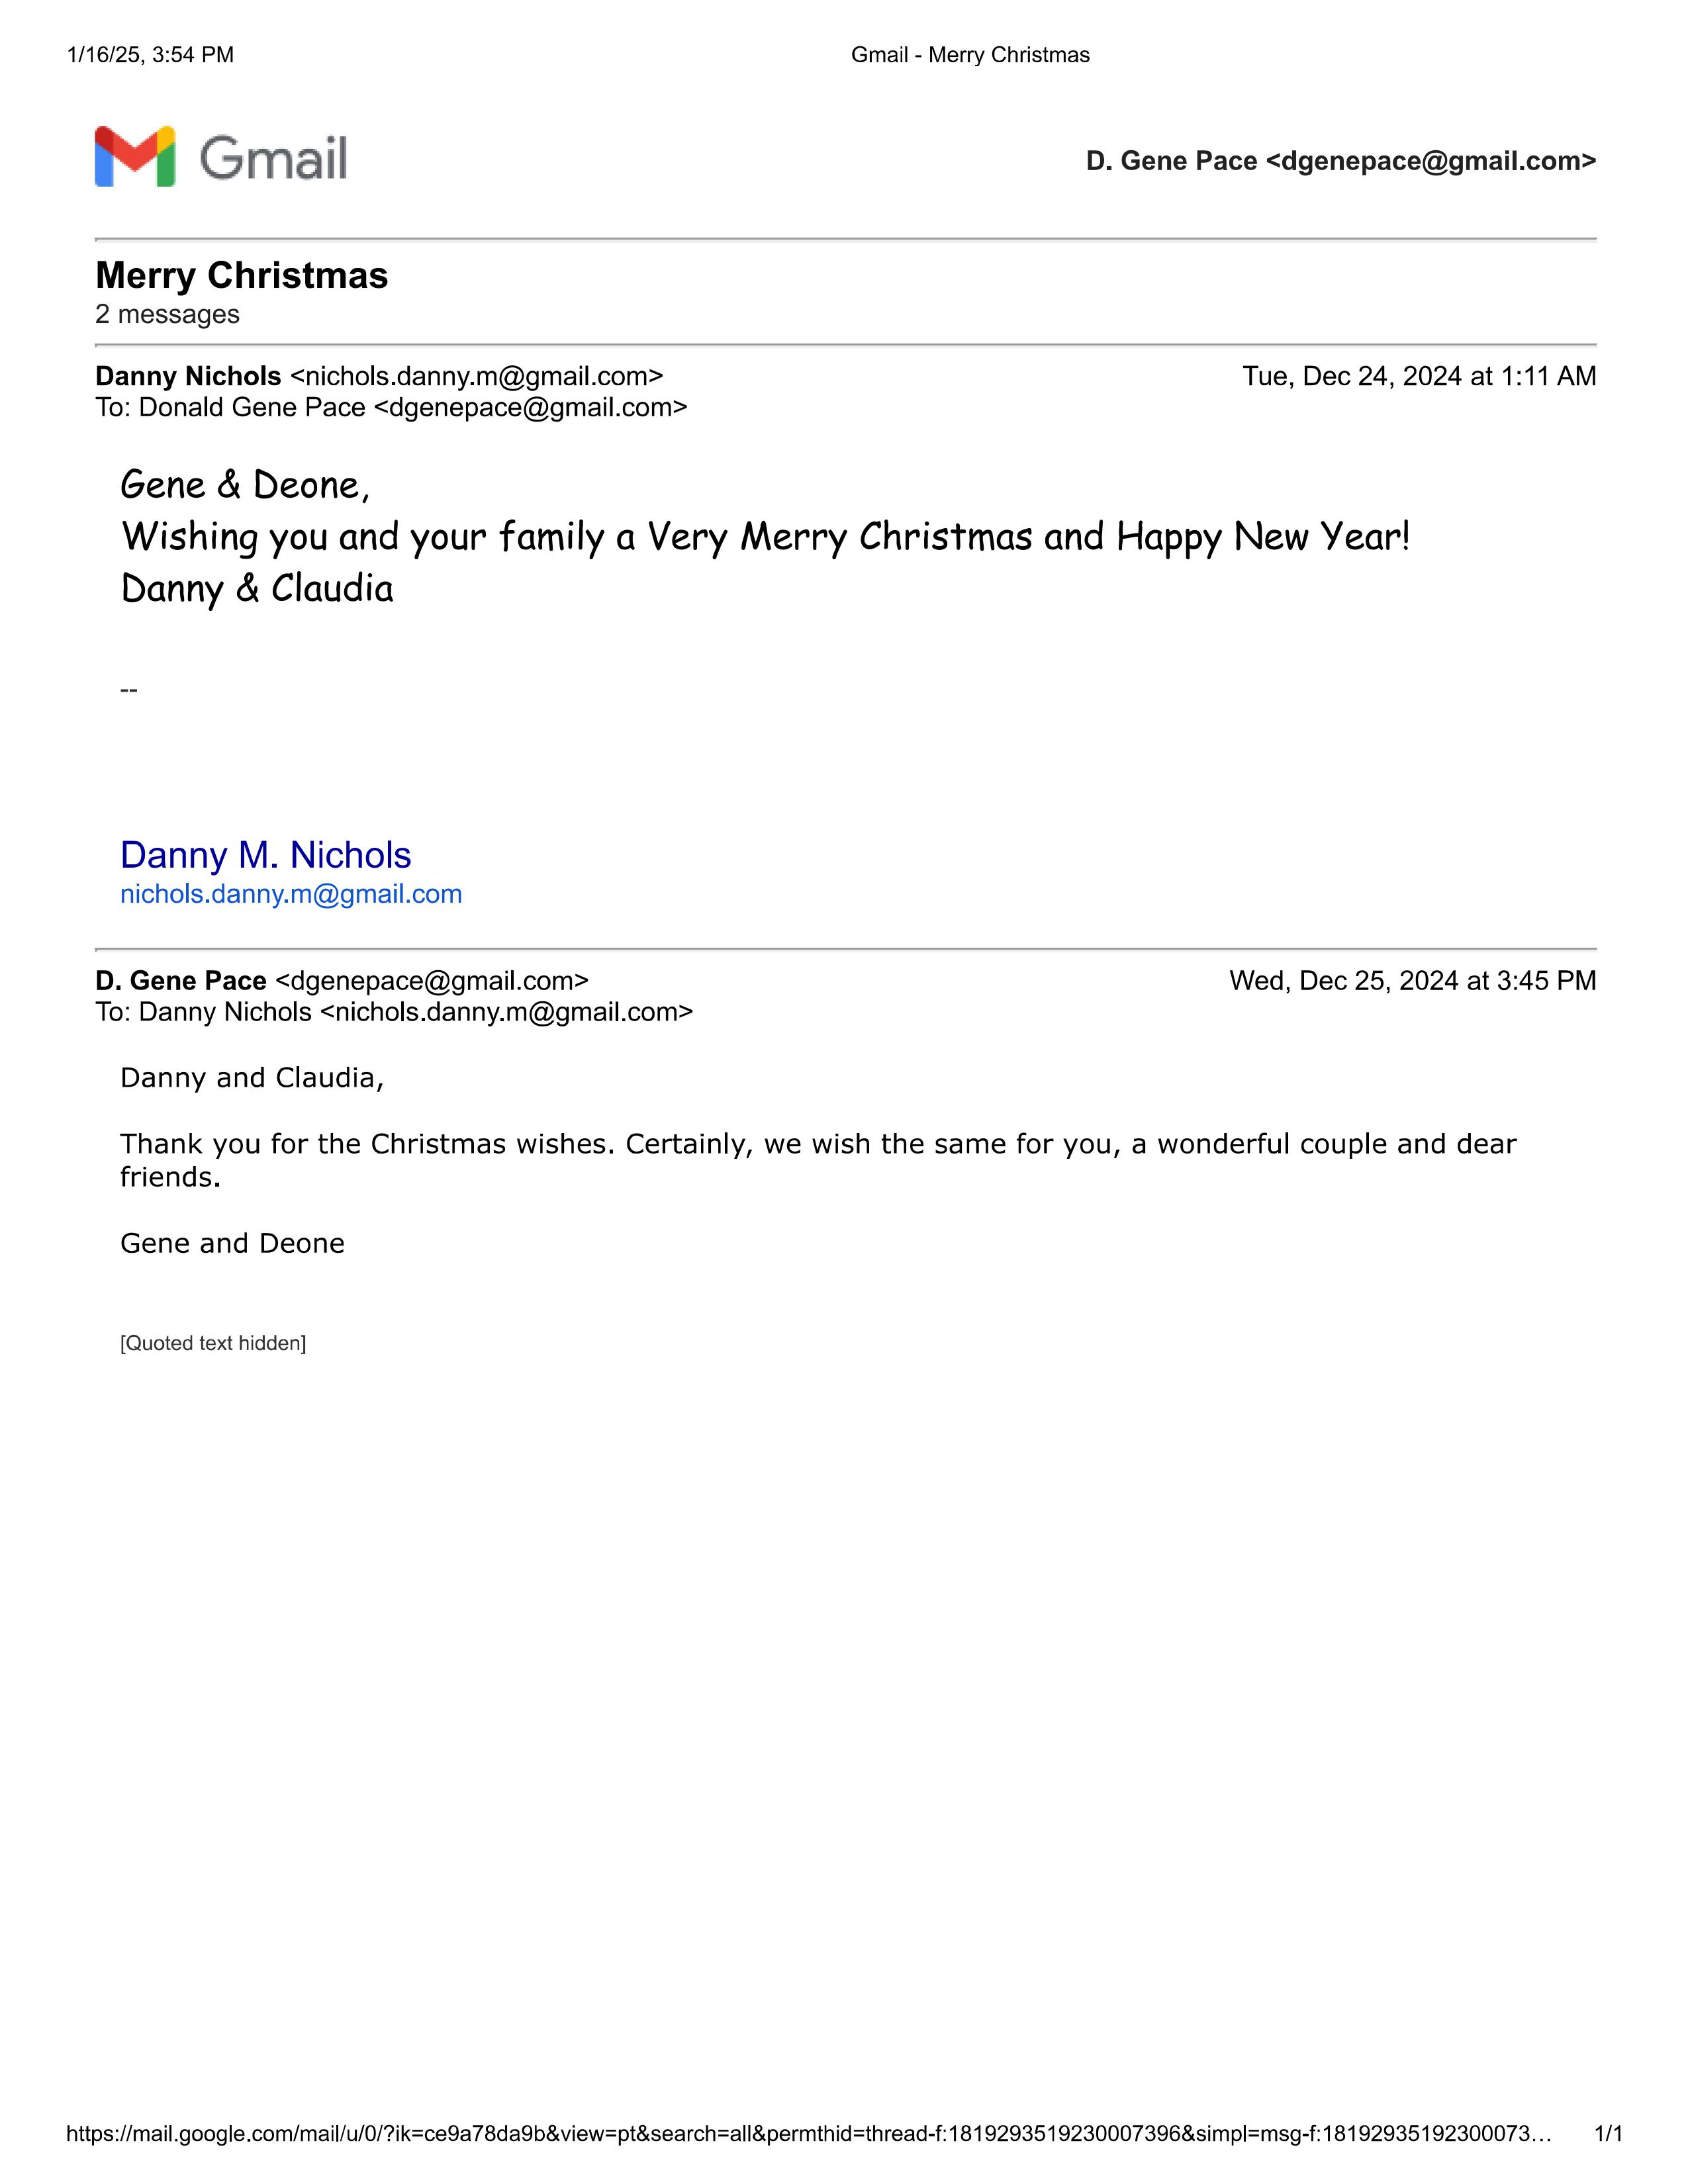 1/16/25, 3:54 PM
Gmail - Merry Christmas
Gmail
D. Gene Pace <dgenepace@gmail.com>
Merry Christmas
2 messages
Danny Nichols <nichols.danny.m@gmail.com>
Tue, Dec 24, 2024 at 1:11 AM
To: Donald Gene Pace <dgenepace@gmail.com>
Gene & Deone,
Wishing you and your family a Very Merry Christmas and Happy New Year!
Danny & Claudia
--
Danny M. Nichols
nichols.danny.m@gmail.com
D. Gene Pace <dgenepace@gmail.com>
Wed, Dec 25, 2024 at 3:45 PM
To: Danny Nichols <nichols.danny.m@gmail.com>
Danny and Claudia,
Thank you for the Christmas wishes. Certainly, we wish the same for you, a wonderful couple and dear
friends.
Gene and Deone
[Quoted text hidden]
https://mail.google.com/mail/u/0/?ik=ce9a78da9b&view=pt&search=all&permthid=thread-f:1819293519230007396&simpl=msg-f:18192935192300073…
1/1